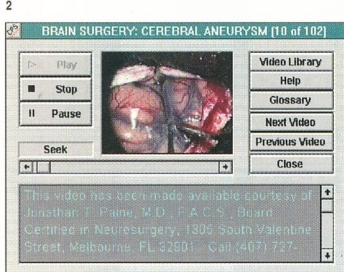 2
BRAIN SURGERY: CEREBRAL ANEURYSM [10 of 102]
Play
Stop
Pause
Seek
Video Library
Help
Glossary
Next Video
Previous Video
Close
This video has been made available courtesy of
Jonathan T. Paine, M.D., F.A.C.S., Board
Certified in Neurosurgery, 1305 South Valentine
Street, Melbourne, FL 32901. Call (407) 727-